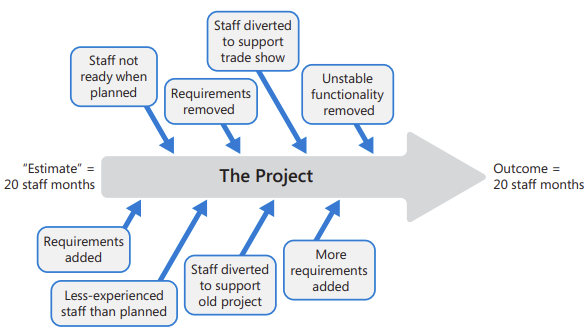 Staff diverted
to support
trade show
Staff not
ready when
planned
Requirements
removed
Unstable
functionality
removed
“Estimate” =
20 staff months
The Project
Outcome =
20 staff months
Requirements
added
Less-experienced
staff than planned
Staff diverted
to support
old project
More
requirements
added